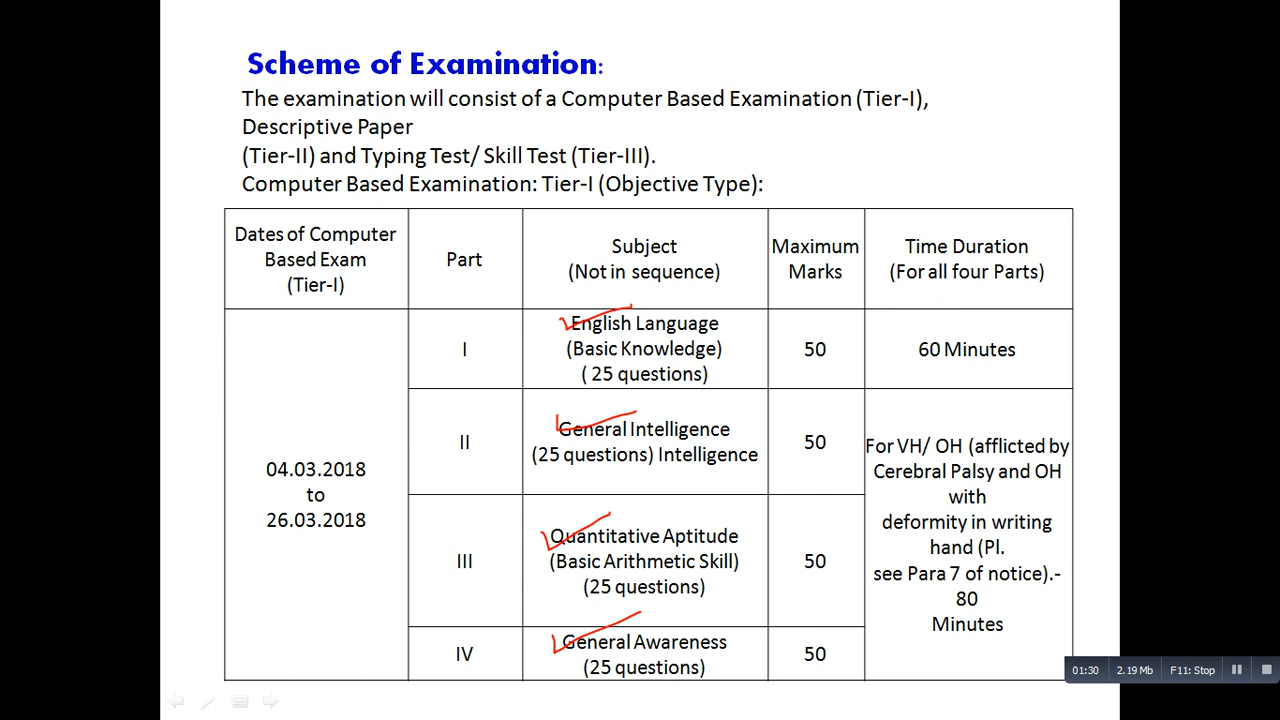 Scheme of Examination:
The examination will consist of a Computer Based Examination (Tier-I),
Descriptive Paper
(Tier-II) and Typing Test/ Skill Test (Tier-III).
Computer Based Examination: Tier-I (Objective Type):
Dates of Computer
Based Exam
(Tier-I)
Part
Subject
(Not in sequence)
Maximum
Marks
Time Duration
(For all four Parts)
04.03.2018
to
26.03.2018
I
English Language
(Basic Knowledge)
( 25 questions)
50
60 Minutes
II
General Intelligence
(25 questions) Intelligence
50
For VH/ OH (afflicted by
Cerebral Palsy and OH
with
deformity in writing
hand (Pl.
see Para 7 of notice).-
80
Minutes
III
Quantitative Aptitude
(Basic Arithmetic Skill)
(25 questions)
50
IV
General Awareness
(25 questions)
50
01:30
2.19 Mb
F11: Stop